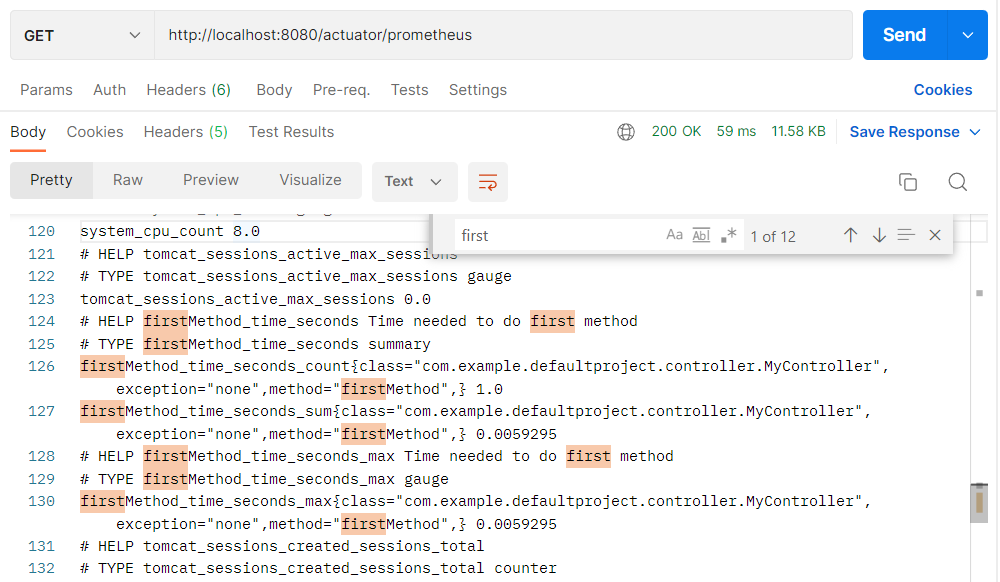 GET http://localhost:8080/actuator/prometheus Send
Params Auth Headers (6) Body Pre-req. Tests Settings Cookies
Body Cookies Headers (5) Test Results 200 OK 59 ms 11.58 KB Save Response
Pretty Raw Preview Visualize Text
first Aa Abl .* 1 of 12
120 system_cpu_count 8.0
121 # HELP tomcat_sessions_active_max_sessions
122 # TYPE tomcat_sessions_active_max_sessions gauge
123 tomcat_sessions_active_max_sessions 0.0
124 # HELP firstMethod_time_seconds Time needed to do first method
125 # TYPE firstMethod_time_seconds summary
126 firstMethod_time_seconds_count{class="com.example.defaultproject.controller.MyController",
exception="none",method="firstMethod",} 1.0
127 firstMethod_time_seconds_sum{class="com.example.defaultproject.controller.MyController",
exception="none",method="firstMethod",} 0.0059295
128 # HELP firstMethod_time_seconds_max Time needed to do first method
129 # TYPE firstMethod_time_seconds_max gauge
130 firstMethod_time_seconds_max{class="com.example.defaultproject.controller.MyController",
exception="none",method="firstMethod",} 0.0059295
131 # HELP tomcat_sessions_created_sessions_total
132 # TYPE tomcat_sessions_created_sessions_total counter